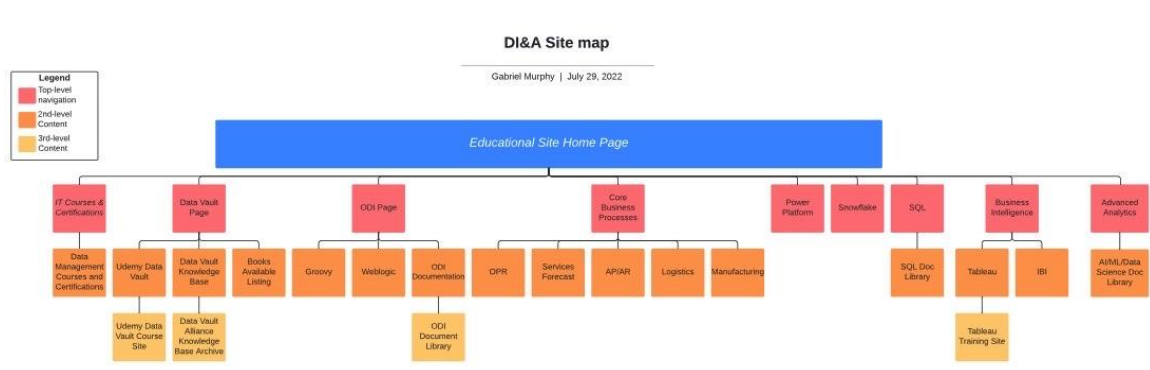 DI&A Site map
Gabriel Murphy | July 29, 2022
Legend
Top-level
navigation
2nd-level
Content
3rd-level
Content
Educational Site Home Page
IT Courses &
Certifications
Data Vault
Page
ODI Page
Core
Business
Processes
Power
Platform
Snowflake
SQL
Business
Intelligence
Advanced
Analytics
Data
Management
Courses and
Certifications
Udemy Data
Vault
Data Vault
Knowledge
Base
Books
Available
Listing
Groovy
Weblogic
ODI
Documentation
OPR
Services
Forecast
AP/AR
Logistics
Manufacturing
SQL Doc
Library
Tableau
IBI
AI/ML/Data
Science Doc
Library
Udemy Data
Vault Course
Site
Data Vault
Alliance
Knowledge
Base Archive
ODI
Document
Library
Tableau
Training Site